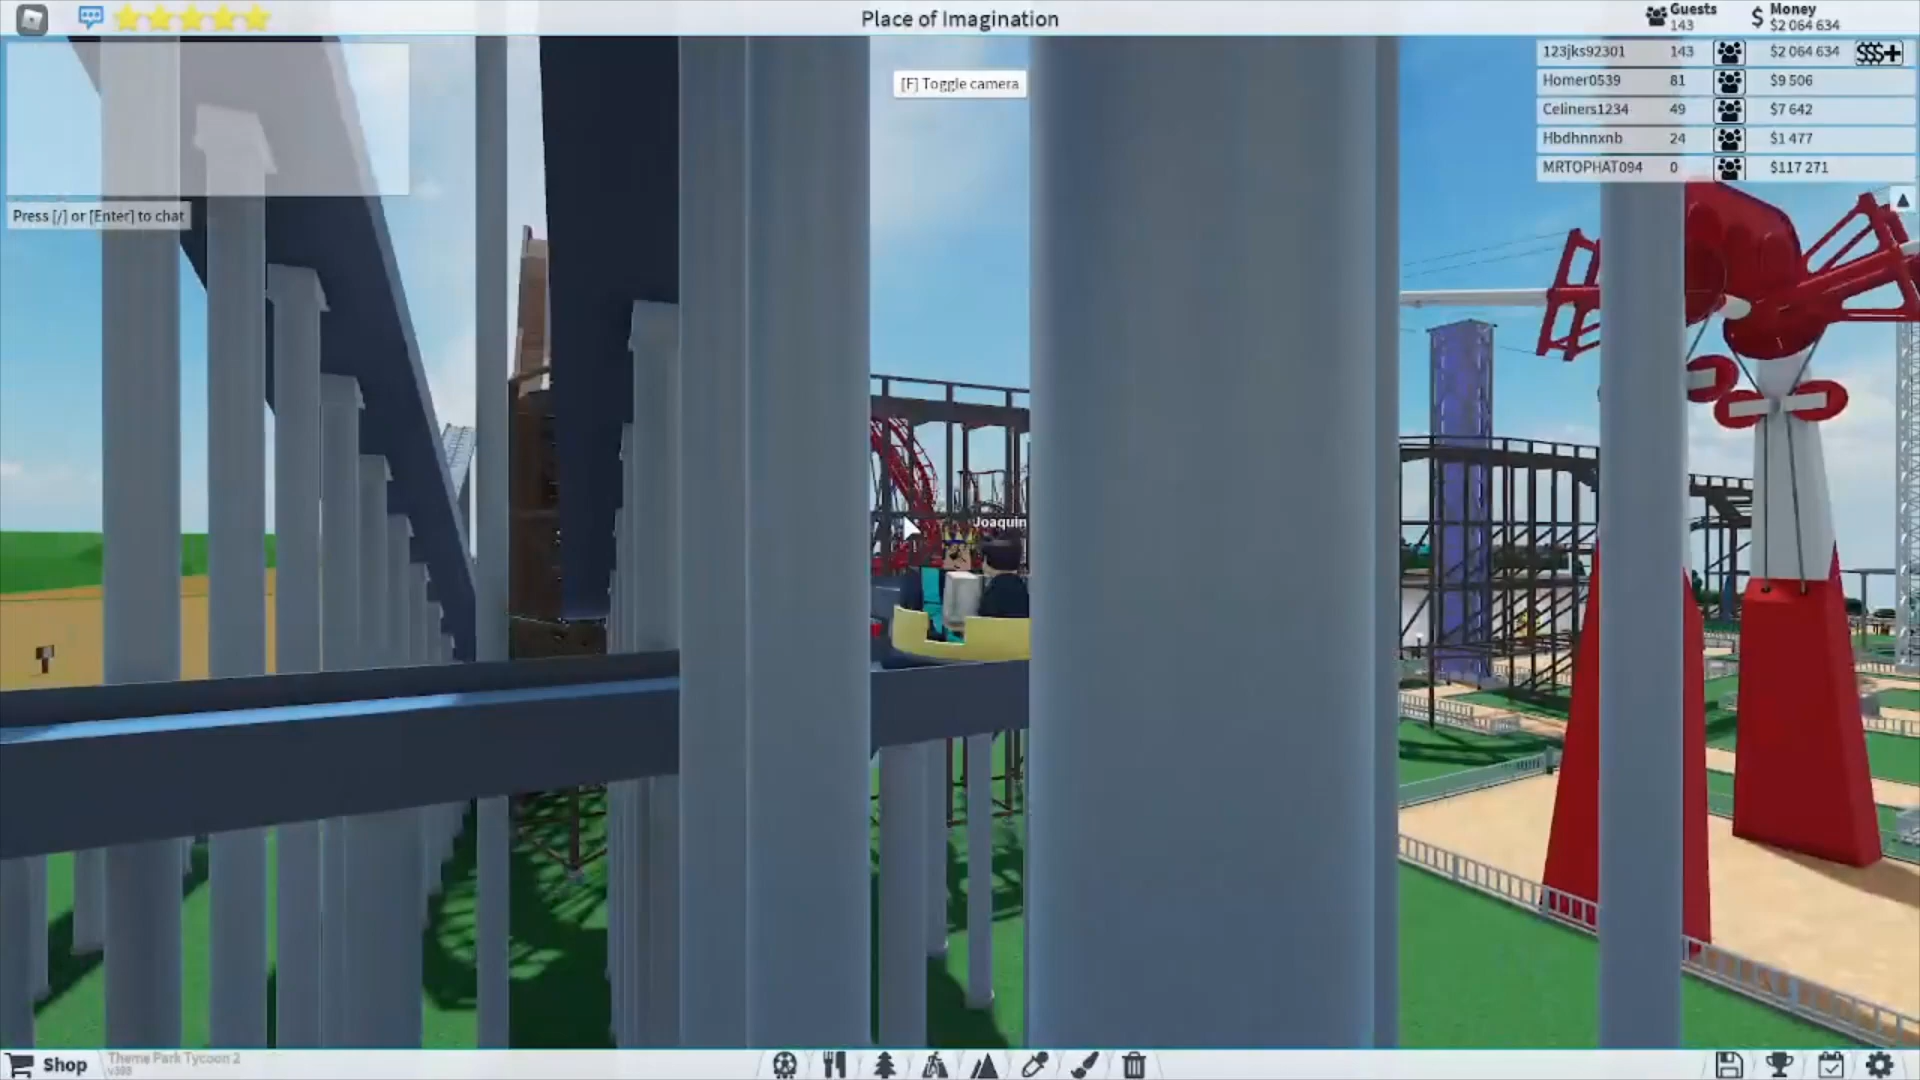 Place of Imagination
Guests
143
Money
$2 064 634
[F] Toggle camera
123jks92301 143 $2 064 634 $$$+
Homer0539 81 $9 506
Celiners1234 49 $7 642
Hbdhnnxnb 24 $1 477
MRTOPHAT094 0 $117 271
Press [/] or [Enter] to chat
Joaquin
Shop
Theme Park Tycoon 2